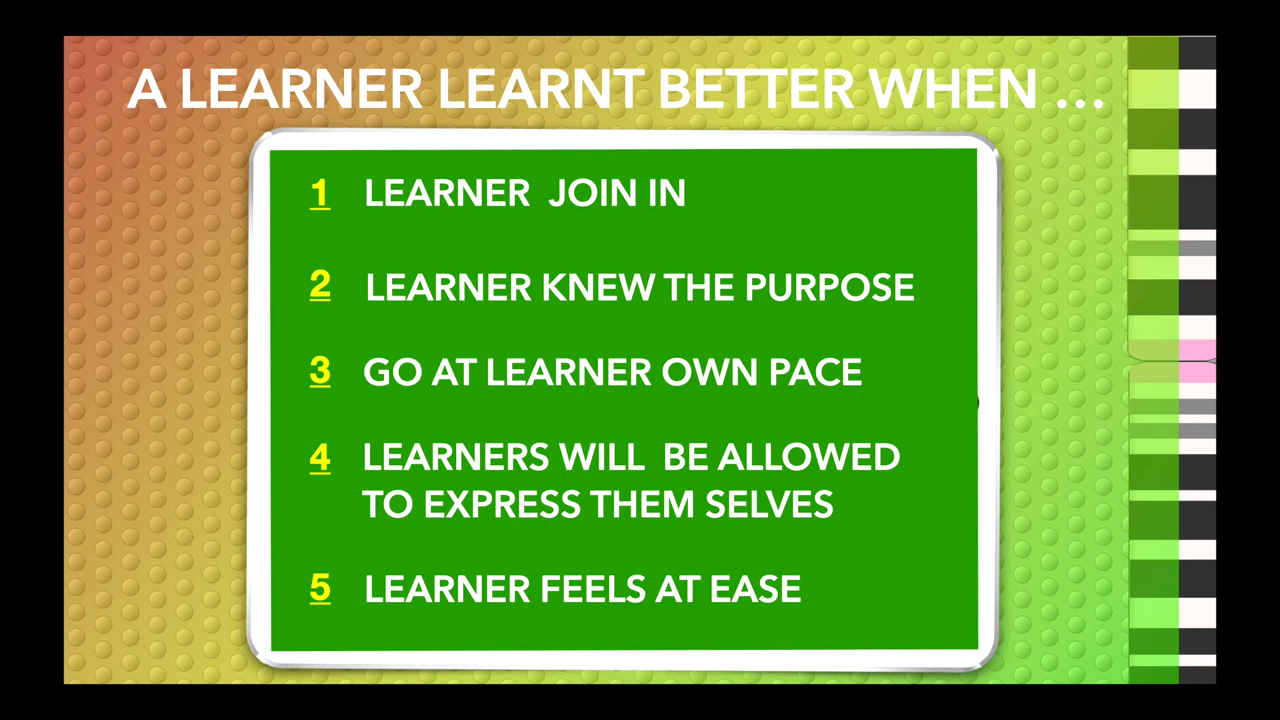 A LEARNER LEARNT BETTER WHEN ...
1 LEARNER JOIN IN
2 LEARNER KNEW THE PURPOSE
3 GO AT LEARNER OWN PACE
4 LEARNERS WILL BE ALLOWED
TO EXPRESS THEM SELVES
5 LEARNER FEELS AT EASE